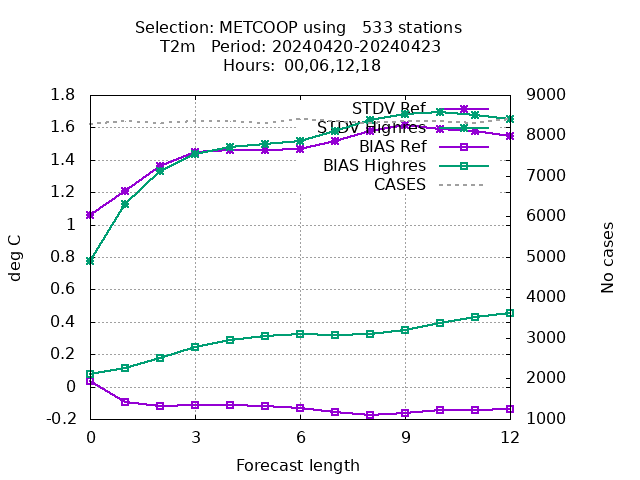 Selection: METCOOP using   533 stations
T2m   Period: 20240420-20240423
Hours: 00,06,12,18
STDV Ref
STDV Highres
BIAS Ref
BIAS Highres
CASES
1.8
1.6
1.4
1.2
1
0.8
0.6
0.4
0.2
0
-0.2
9000
8000
7000
6000
5000
4000
3000
2000
1000
deg C
No cases
0 3 6 9 12
Forecast length